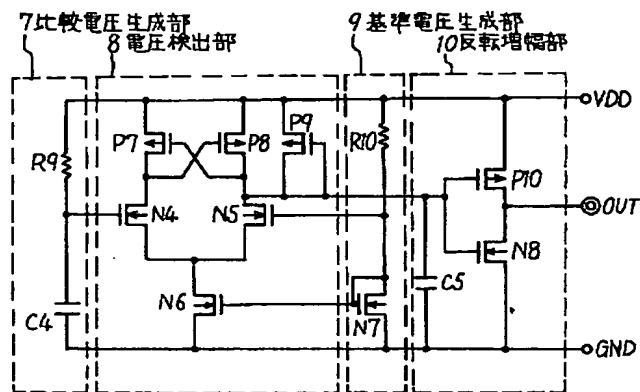 7比較電圧生成部
8電圧検出部
9基準電圧生成部
10反転増幅部
VDD
P7
P8
P9
R10
R9
P10
N4
N5
OUT
N8
N6
C5
C4
N7
GND